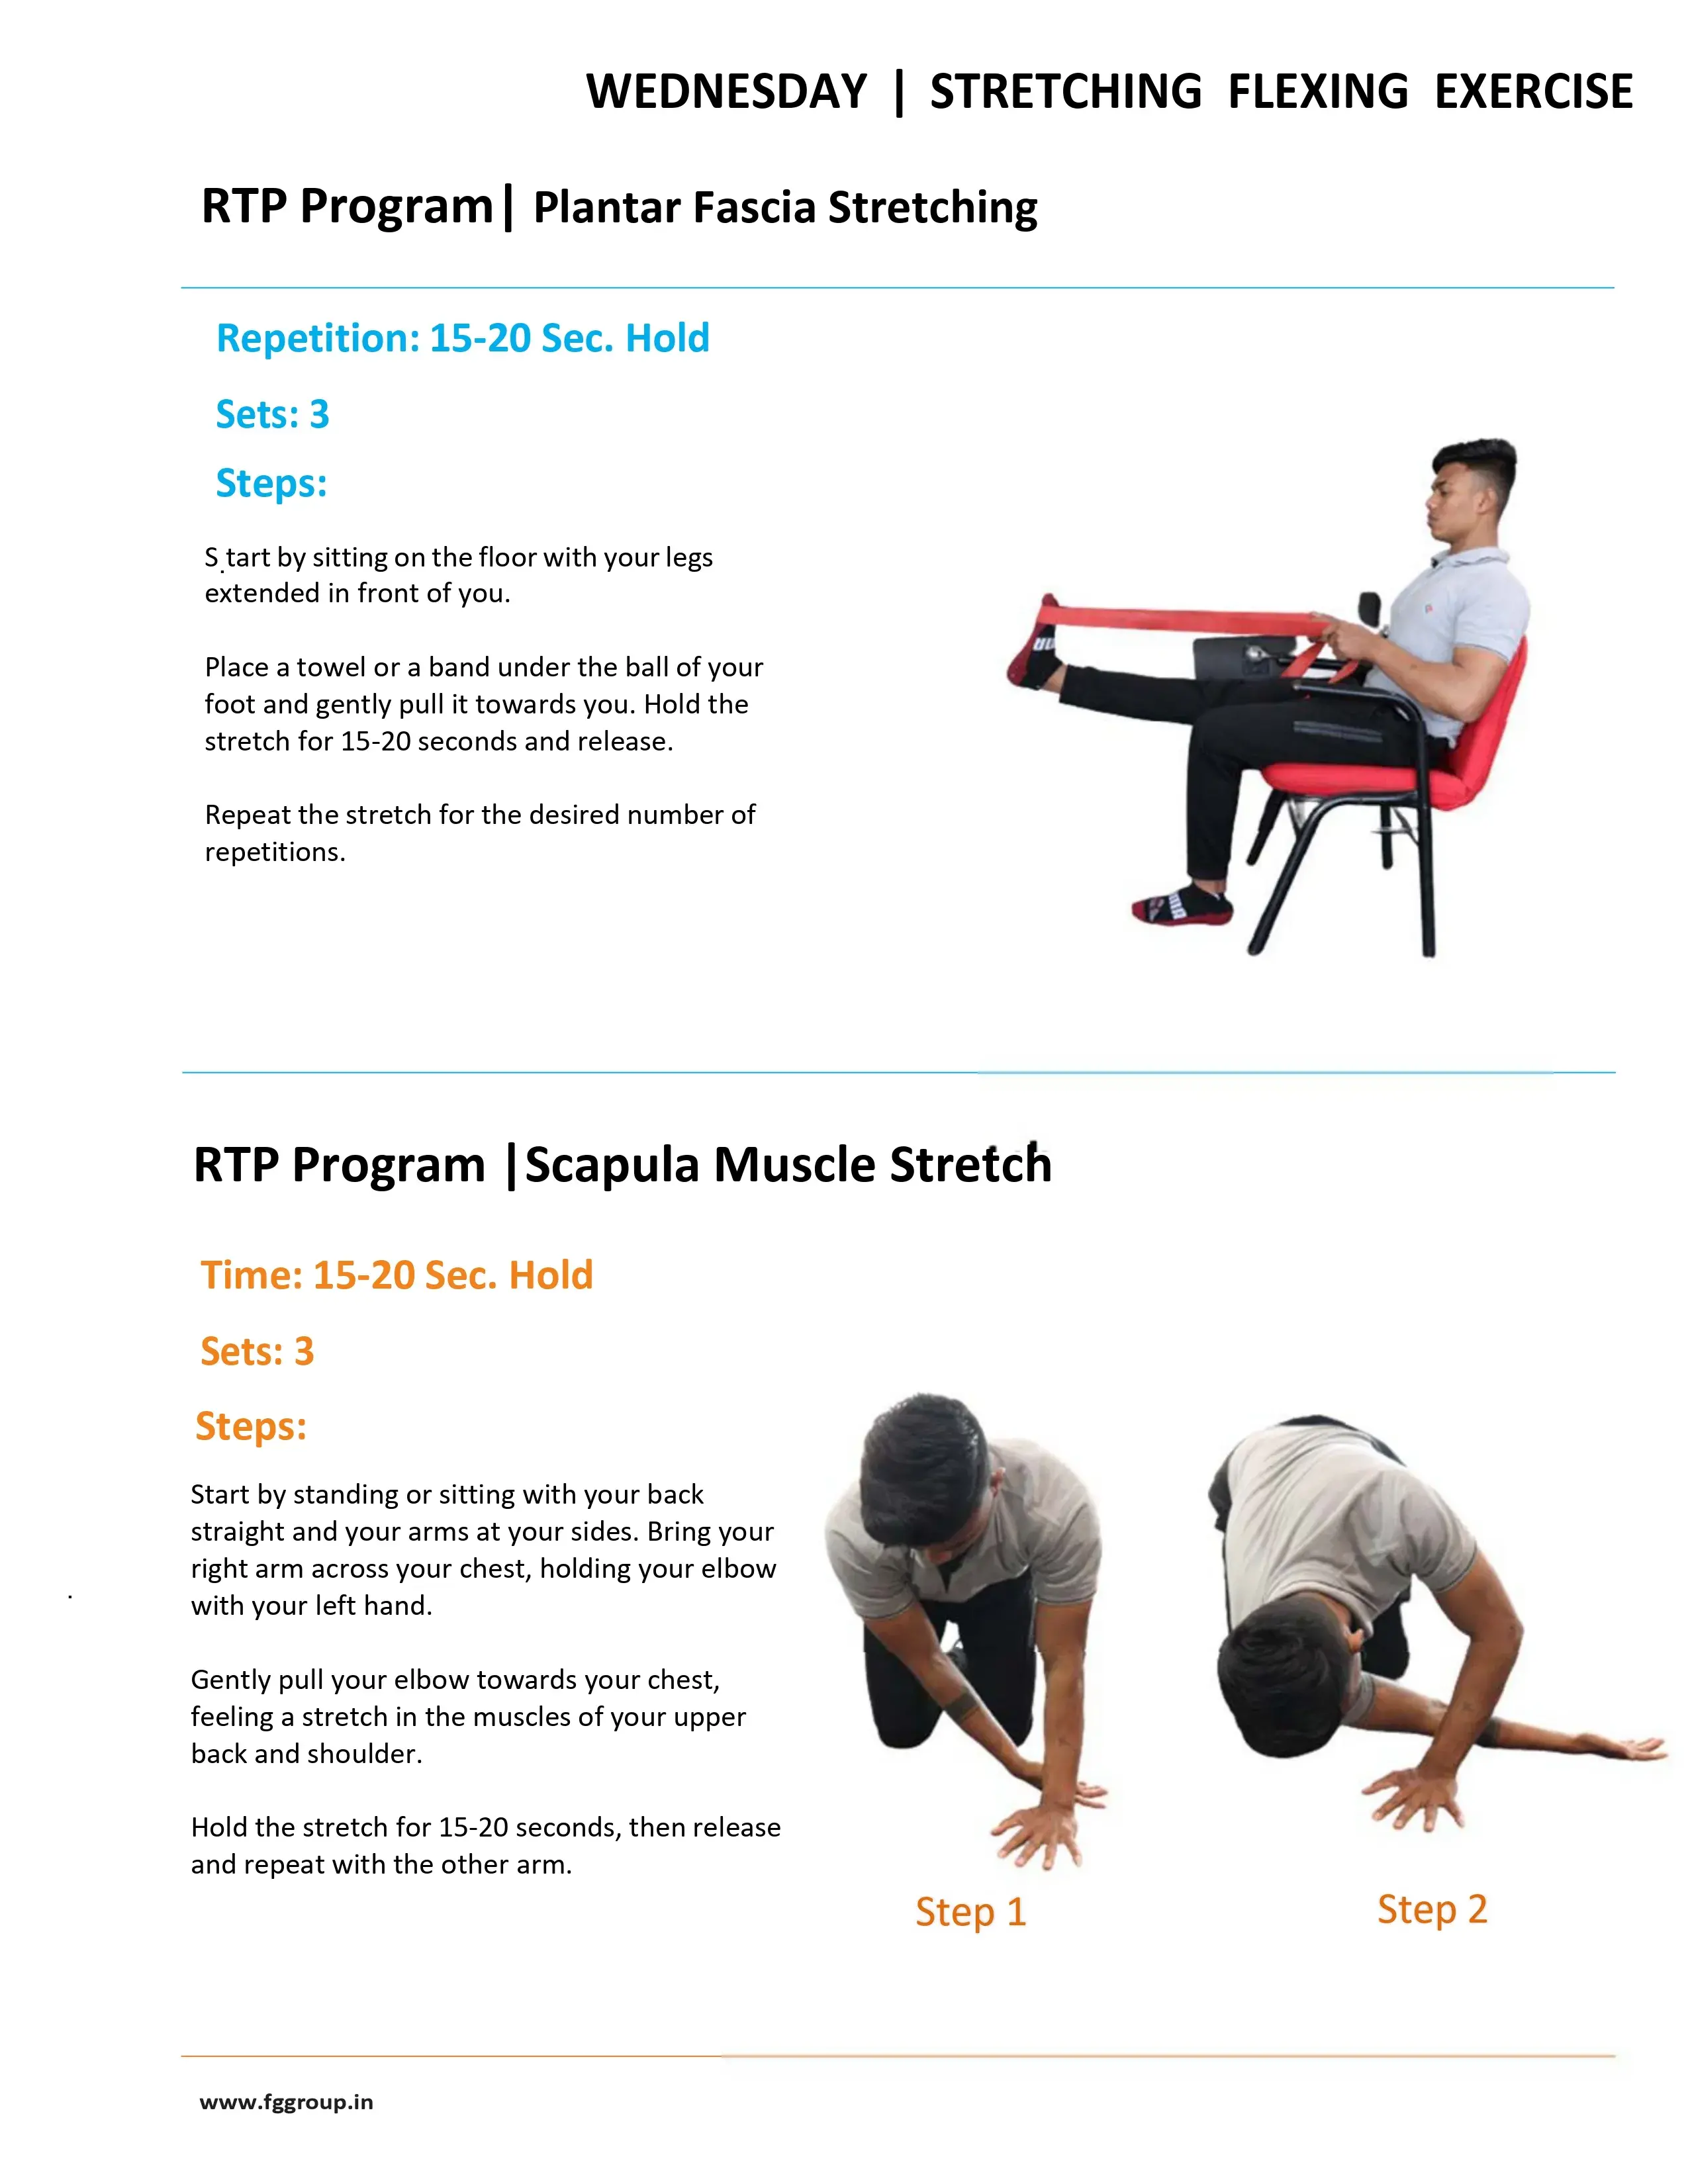 WEDNESDAY | STRETCHING FLEXING EXERCISE
RTP Program| Plantar Fascia Stretching
Repetition: 15-20 Sec. Hold
Sets: 3
Steps:
S.tart by sitting on the floor with your legs
extended in front of you.
Place a towel or a band under the ball of your
foot and gently pull it towards you. Hold the
stretch for 15-20 seconds and release.
Repeat the stretch for the desired number of
repetitions.
RTP Program |Scapula Muscle Stretch
Time: 15-20 Sec. Hold
Sets: 3
Steps:
Start by standing or sitting with your back
straight and your arms at your sides. Bring your
right arm across your chest, holding your elbow
with your left hand.
Gently pull your elbow towards your chest,
feeling a stretch in the muscles of your upper
back and shoulder.
Hold the stretch for 15-20 seconds, then release
and repeat with the other arm.
Step 1
Step 2
www.fggroup.in